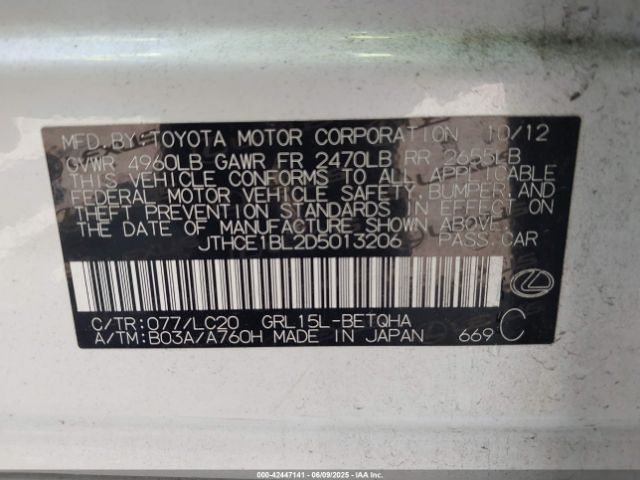 MFD. BY: TOYOTA MOTOR CORPORATION 10/12
GVWR 4960LB GAWR FR 2470LB RR 2655LB
THIS VEHICLE CONFORMS TO ALL APPLICABLE
FEDERAL MOTOR VEHICLE SAFETY, BUMPER, AND
THEFT PREVENTION STANDARDS IN EFFECT ON
THE DATE OF MANUFACTURE SHOWN ABOVE.
JTHCE1BL2D5013206 PASS. CAR
C/TR: 077/LC20 GRL15L-BETQHA
A/TM: B03A/A760H MADE IN JAPAN 669 C
000-42447141 - 06/09/2025 - IAAI.COM